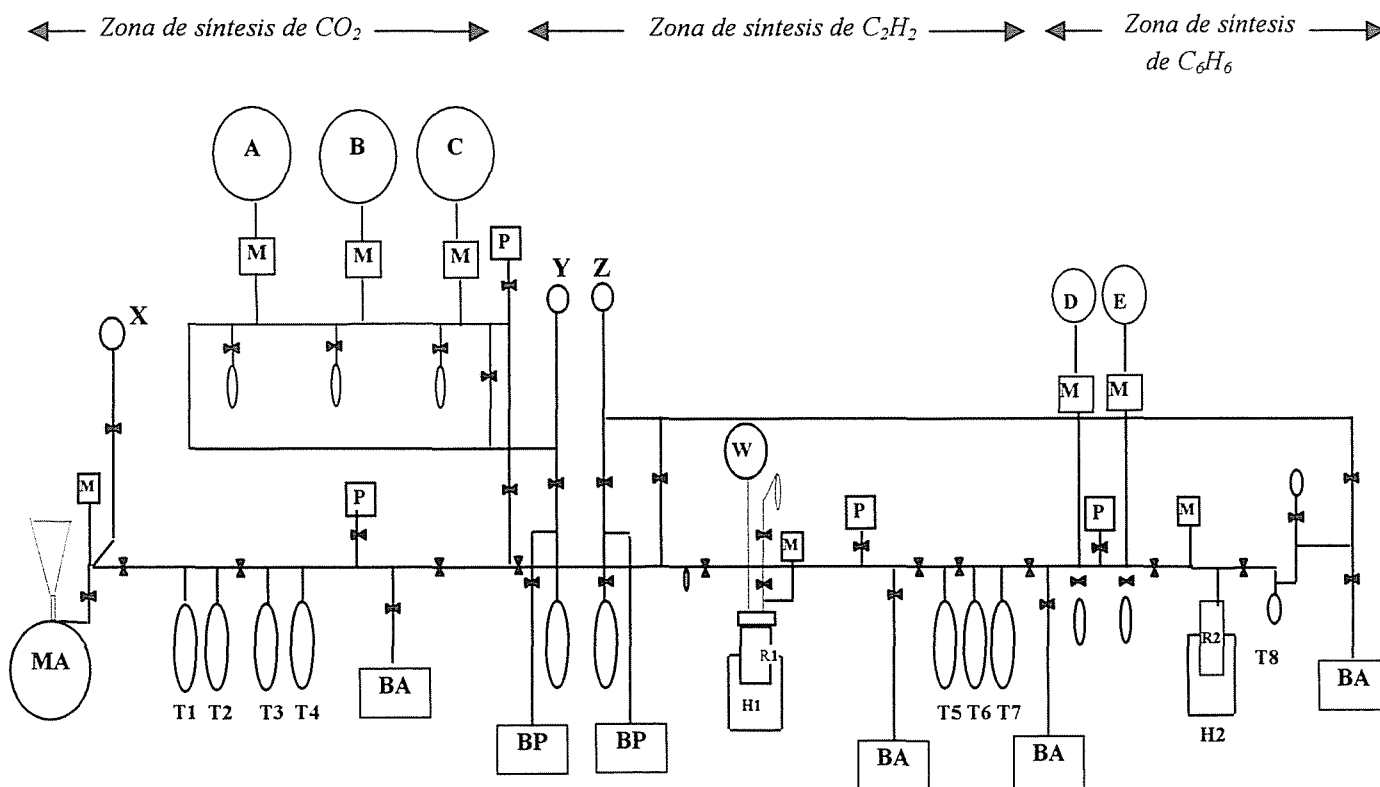 Zona de síntesis de CO₂ Zona de síntesis de C₂H₂ Zona de síntesis
de C₆H₆
A B C
M M M P
Y Z
X
D E
M M
W
M P P P M
M
MA
R1 R2
BA T8
T1 T2 T3 T4 H1 T5 T6 T7 BA
H2
BP BP
BA BA